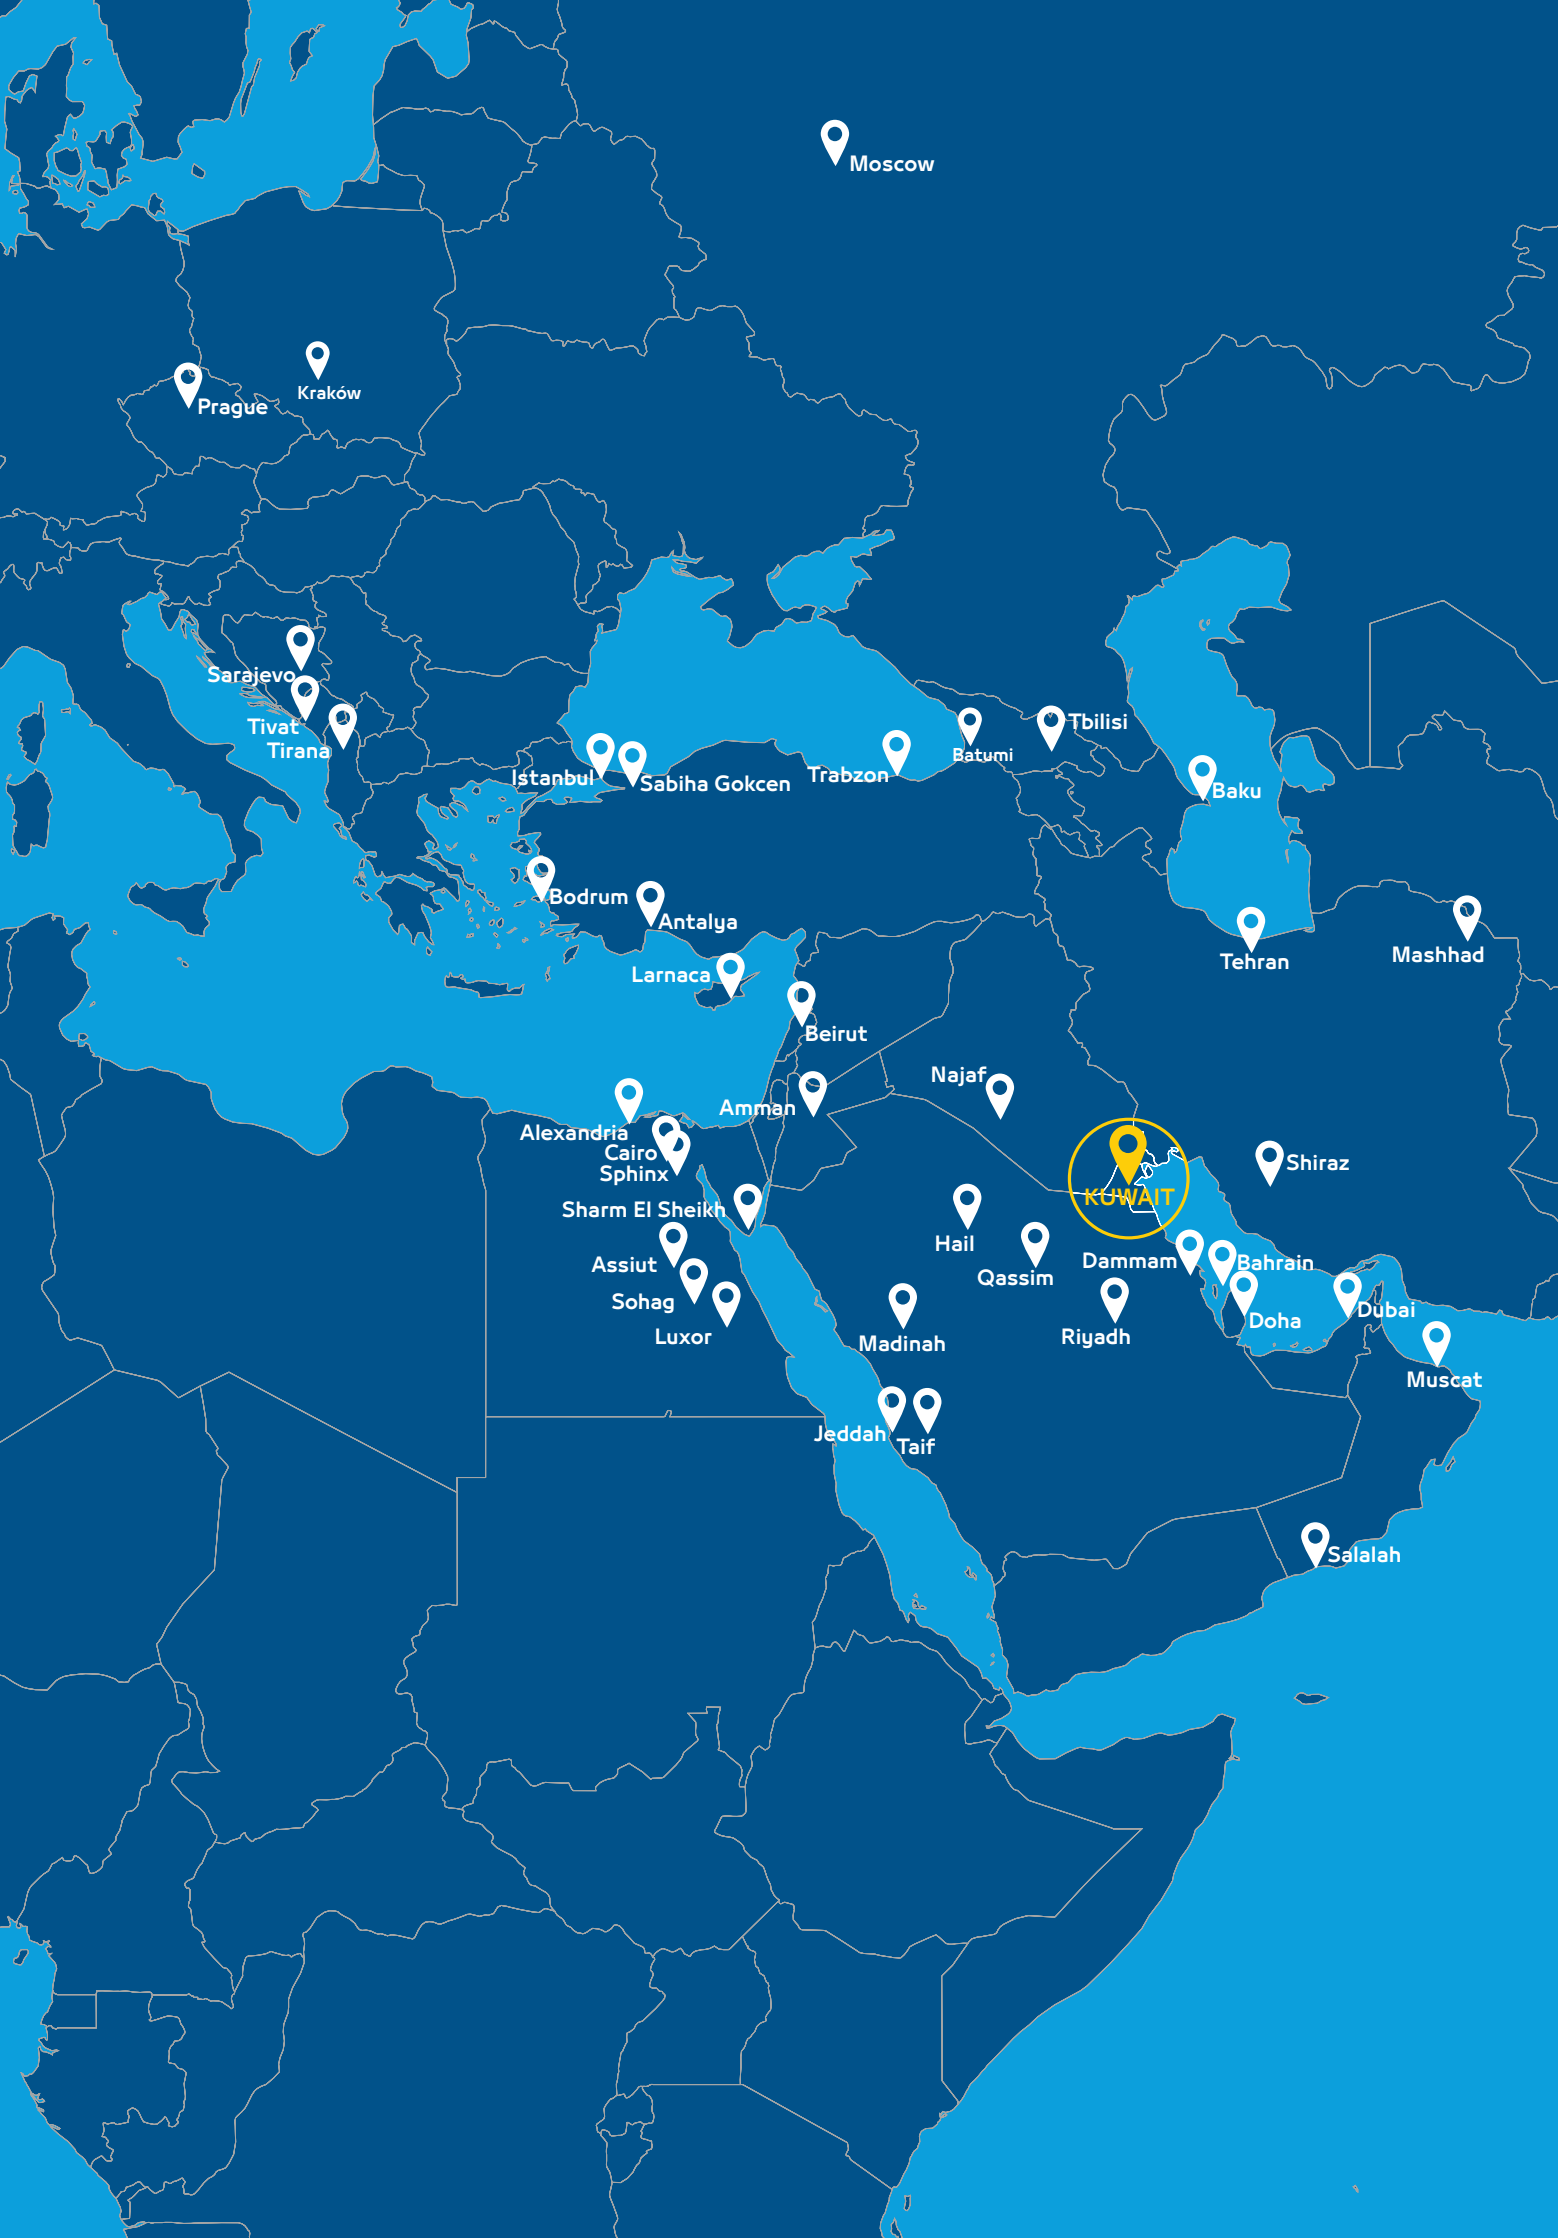 Moscow
Kraków
Prague
Sarajevo
Tivat
Tirana
Tbilisi
Batumi
Istanbul
Sabiha Gokcen
Trabzon
Baku
Bodrum
Antalya
Mashhad
Tehran
Larnaca
Beirut
Najaf
Amman
Alexandria
Cairo
Sphinx
Shiraz
KUWAIT
Sharm El Sheikh
Hail
Assiut
Qassim
Dammam
Bahrain
Sohag
Dubai
Doha
Luxor
Madinah
Riyadh
Muscat
Jeddah
Taif
Salalah